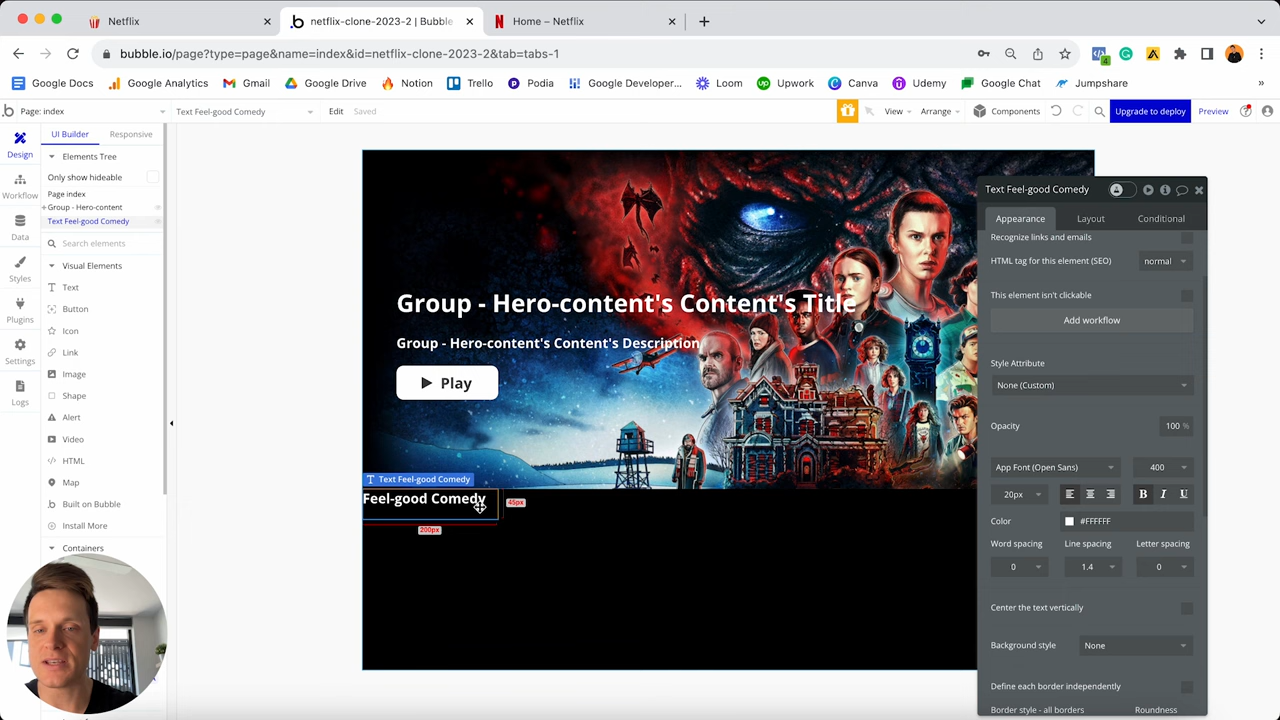 Netflix
netflix-clone-2023-2 | Bubble
Home – Netflix
bubble.io/page?type=page&name=index&id=netflix-clone-2023-2&tab=tabs-1
4
Google Docs
Google Analytics
Gmail
Google Drive
Notion
Trello
Podia
Google Developer...
Loom
Upwork
Canva
Udemy
Google Chat
Jumpshare
»
Page: index
Text Feel-good Comedy
Edit
Saved
View
Arrange
Components
Upgrade to deploy
Preview
Design
Workflow
Data
Styles
Plugins
Settings
Logs
UI Builder
Responsive
Elements Tree
Only show hideable
Page index
Group - Hero-content
Text Feel-good Comedy
Search elements
Visual Elements
Text
Button
Icon
Link
Image
Shape
Alert
Video
HTML
Map
Built on Bubble
Install More
Containers
Group - Hero-content's Content's Title
Group - Hero-content's Content's Description
Play
Text Feel-good Comedy
Feel-good Comedy
45px
200px
Text Feel-good Comedy
Appearance
Layout
Conditional
Recognize links and emails
HTML tag for this element (SEO)
normal
This element isn't clickable
Add workflow
Style Attribute
None (Custom)
Opacity
100 %
App Font (Open Sans)
400
20px
B
I
U
Color
#FFFFFF
Word spacing
Line spacing
Letter spacing
0
1.4
0
Center the text vertically
Background style
None
Define each border independently
Border style - all borders
Roundness